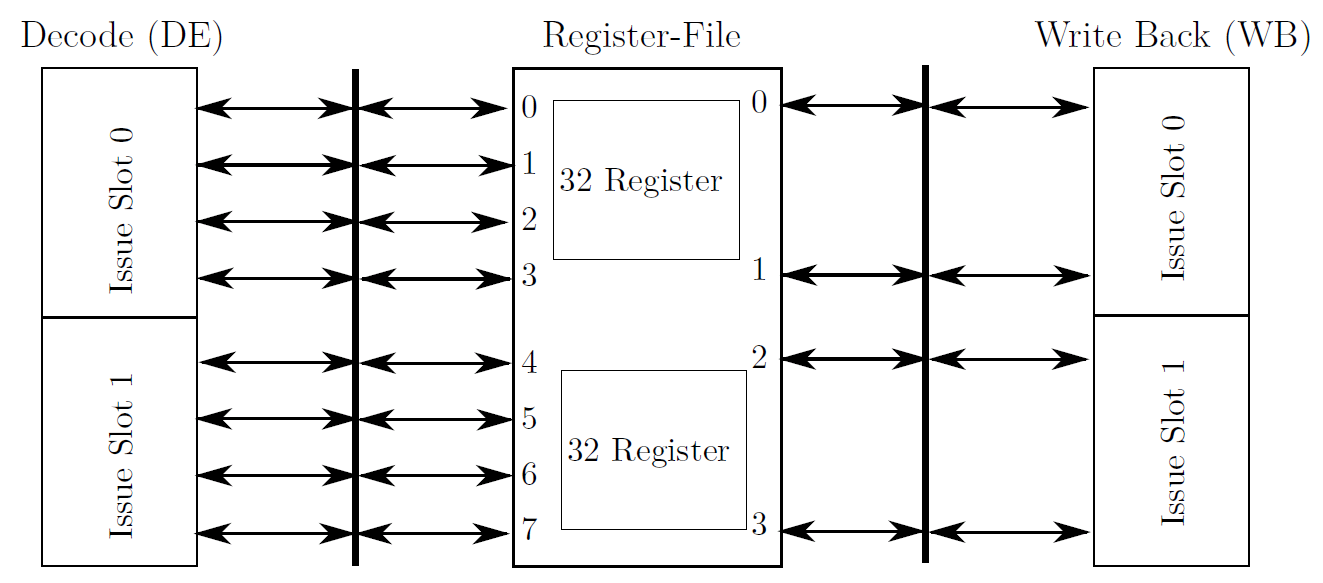 Decode (DE)
Register-File
Write Back (WB)
Issue Slot 0
Issue Slot 1
0
1
2
3
4
5
6
7
32 Register
32 Register
0
1
2
3
Issue Slot 0
Issue Slot 1